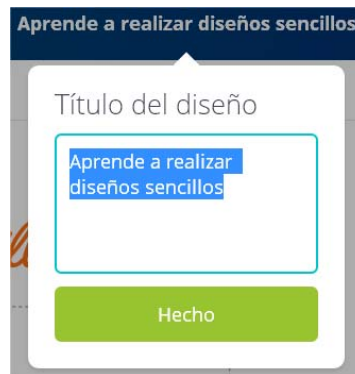 Aprende a realizar diseños sencillos
Título del diseño
Aprende a realizar
diseños sencillos
Hecho